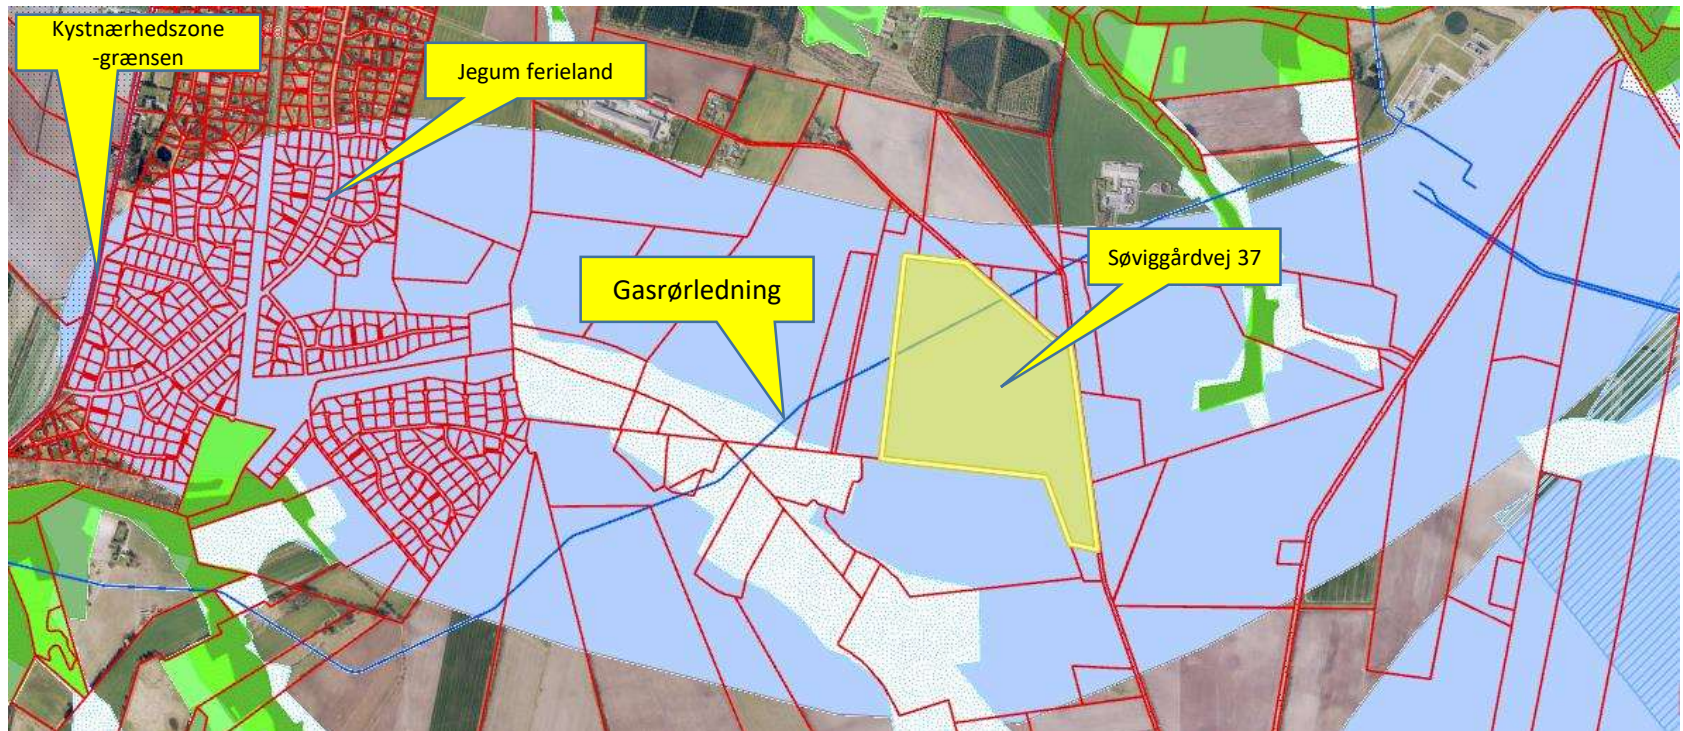 Kystnærhedszone
-grænsen
Jegum ferieland
Gasrørledning
Søviggårdvej 37